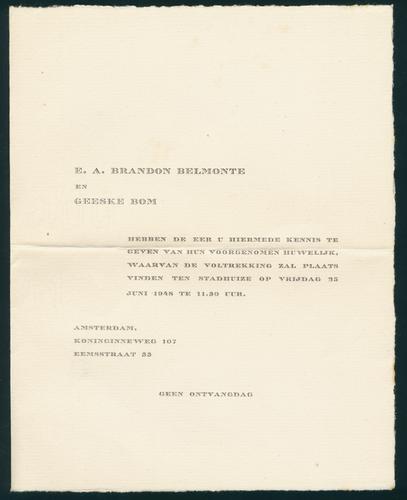 E. A. BRANDON BELMONTE
EN
GEESKE BOM
HEBBEN DE EER U HIERMEDE KENNIS TE
GEVEN VAN HUN VOORGENOMEN HUWELIJK,
WAARVAN DE VOLTREKKING ZAL PLAATS
VINDEN TEN STADHUIZE OP VRIJDAG 25
JUNI 1948 TE 11.30 UUR.
AMSTERDAM,
KONINGINNEWEG 107
EEMSSTRAAT 55
GEEN ONTVANGDAG